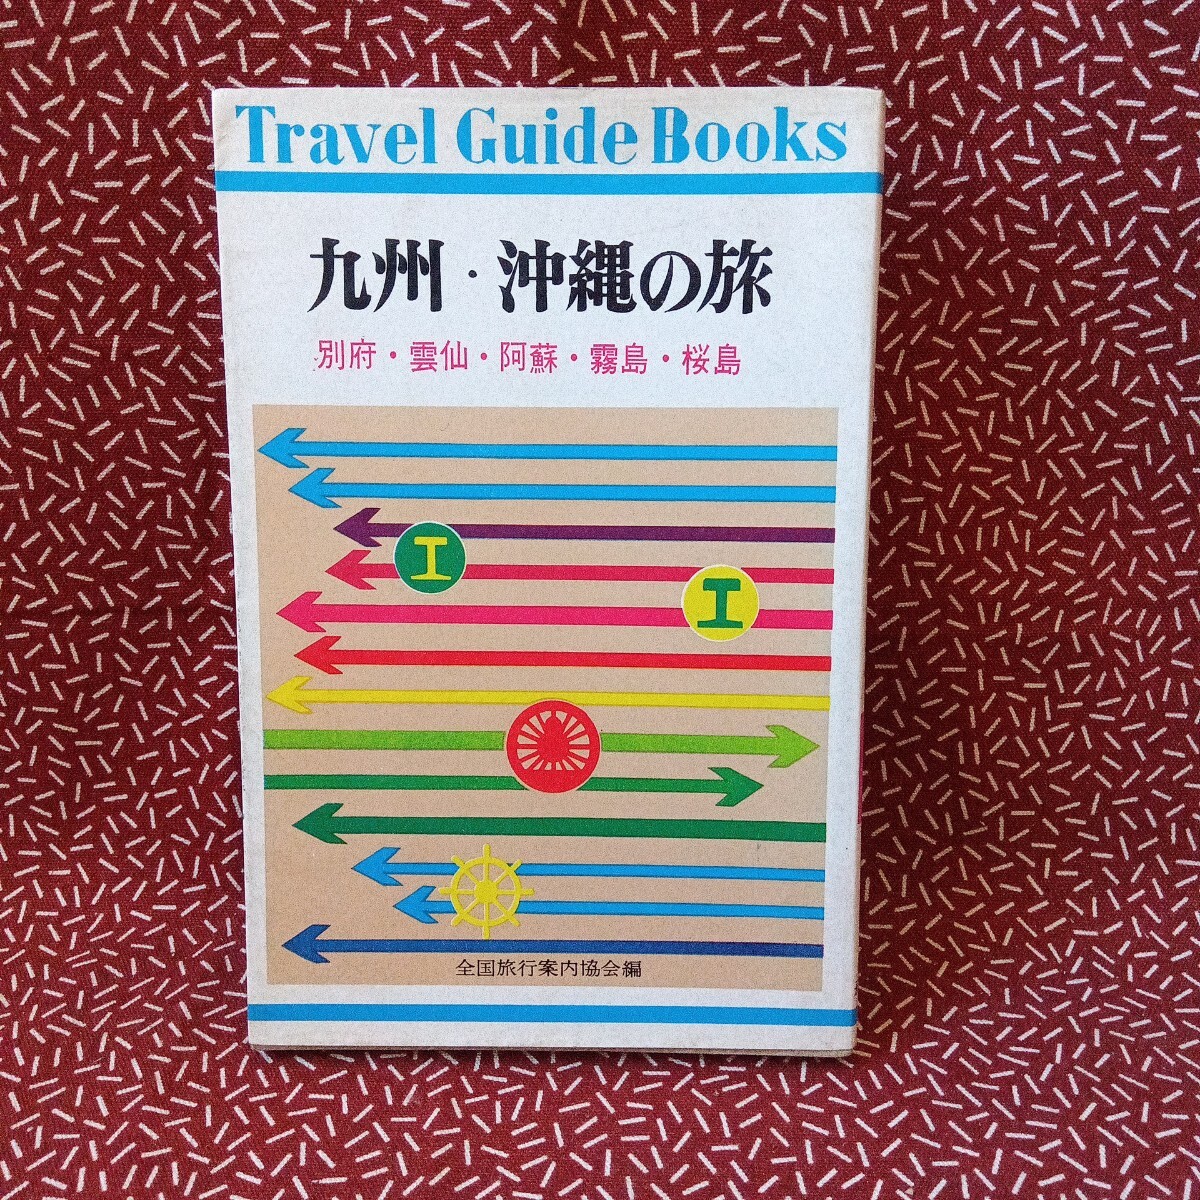 Travel Guide Books
九州・沖縄の旅
別府・雲仙・阿蘇・霧島・桜島
全国旅行案内協会編